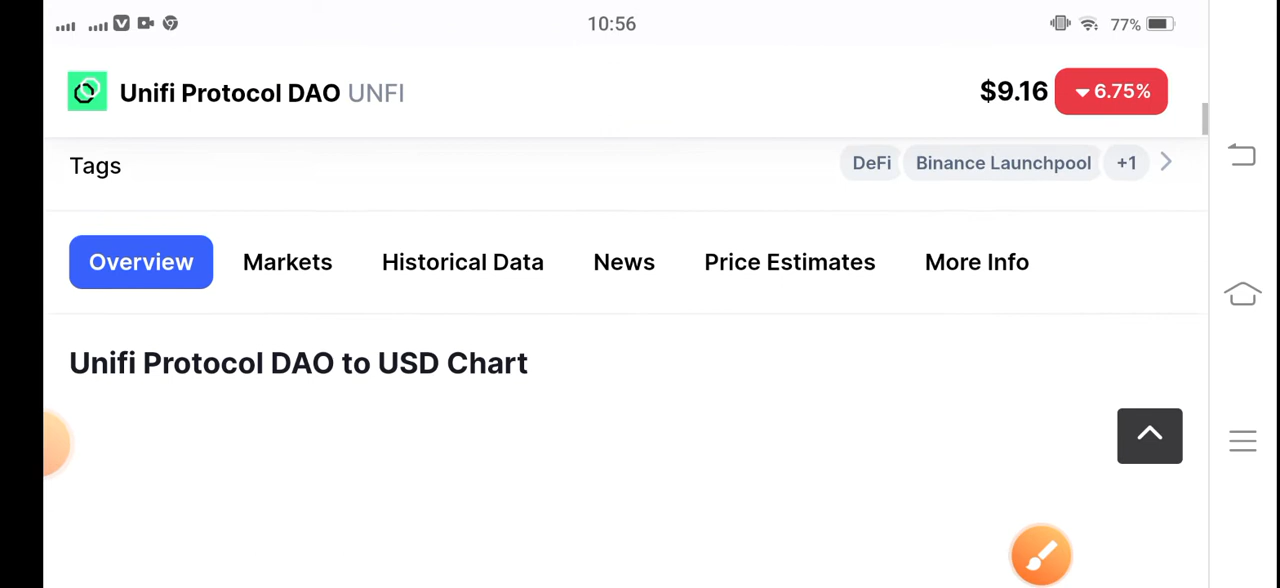 10:56
77%
Unifi Protocol DAO UNFI
$9.16 6.75%
Tags
DeFi Binance Launchpool +1
Overview Markets Historical Data News Price Estimates More Info
Unifi Protocol DAO to USD Chart